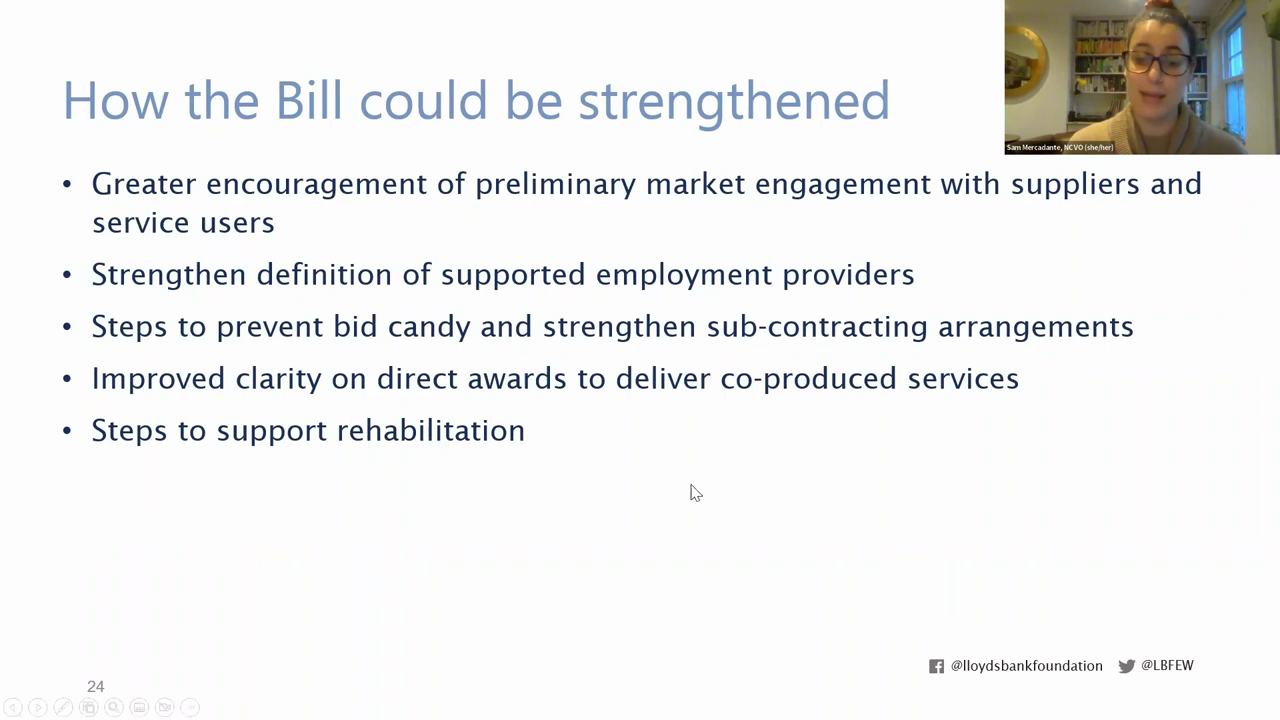 How the Bill could be strengthened
Sam Mercadante, NCVO (she/her)
• Greater encouragement of preliminary market engagement with suppliers and
service users
• Strengthen definition of supported employment providers
• Steps to prevent bid candy and strengthen sub-contracting arrangements
• Improved clarity on direct awards to deliver co-produced services
• Steps to support rehabilitation
@lloydsbankfoundation @LBFEW
24